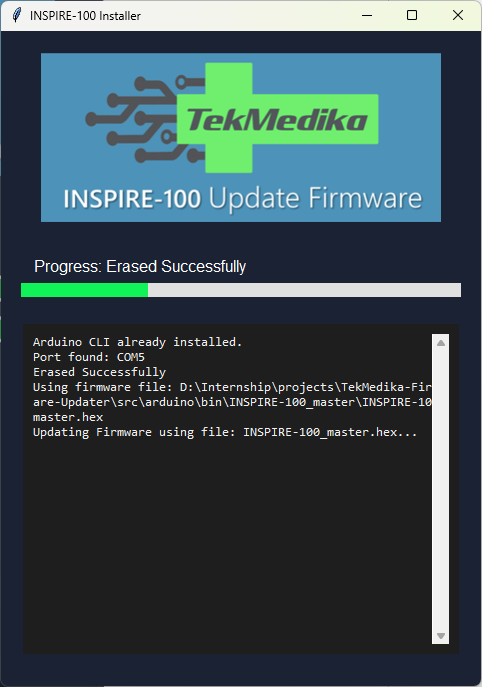 INSPIRE-100 Installer
TekMedika
INSPIRE-100 Update Firmware
Progress: Erased Successfully
Arduino CLI already installed.
Port found: COM5
Erased Successfully
Using firmware file: D:\Internship\projects\TekMedika-Fir
are-Updater\src\arduino\bin\INSPIRE-100_master\INSPIRE-10
master.hex
Updating Firmware using file: INSPIRE-100_master.hex...